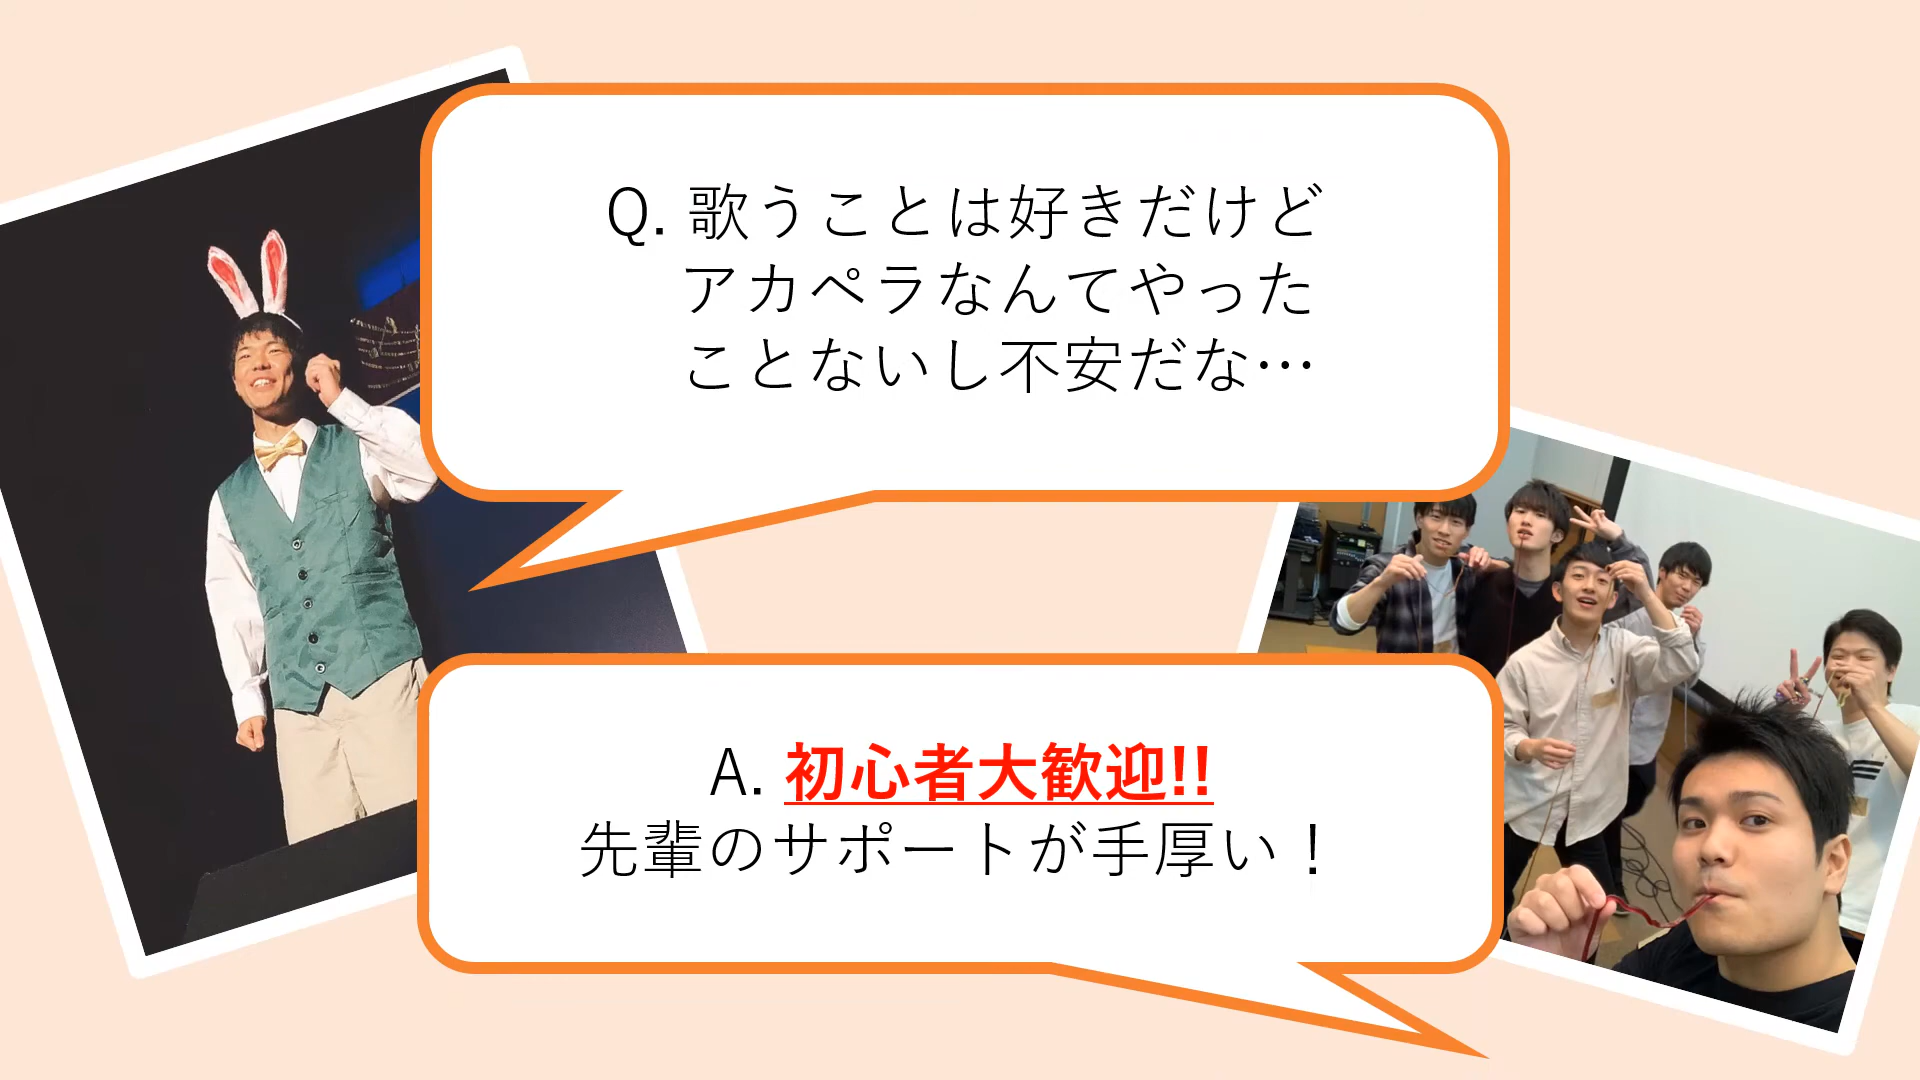 Q. 歌うことは好きだけど
アカペラなんてやった
ことないし不安だな…
A. 初心者大歓迎!!
先輩のサポートが手厚い！